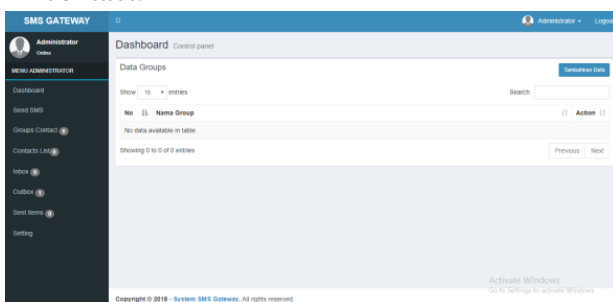 SMS GATEWAY
Administrator
Logout
Administrator
Online
Dashboard Control panel
MENU ADMINISTRATOR
Data Groups
Tambahkan Data
Dashboard
Show 10 entries
Search:
Send SMS
No Nama Group Action
Groups Contact 0
No data available in table
Contacts List
Showing 0 to 0 of 0 entries
Previous Next
Inbox 0
Outbox
Sent Items 0
Setting
Activate Windows
Go to Settings to activate Windows.
Copyright © 2018 - System SMS Gateway. All rights reserved.